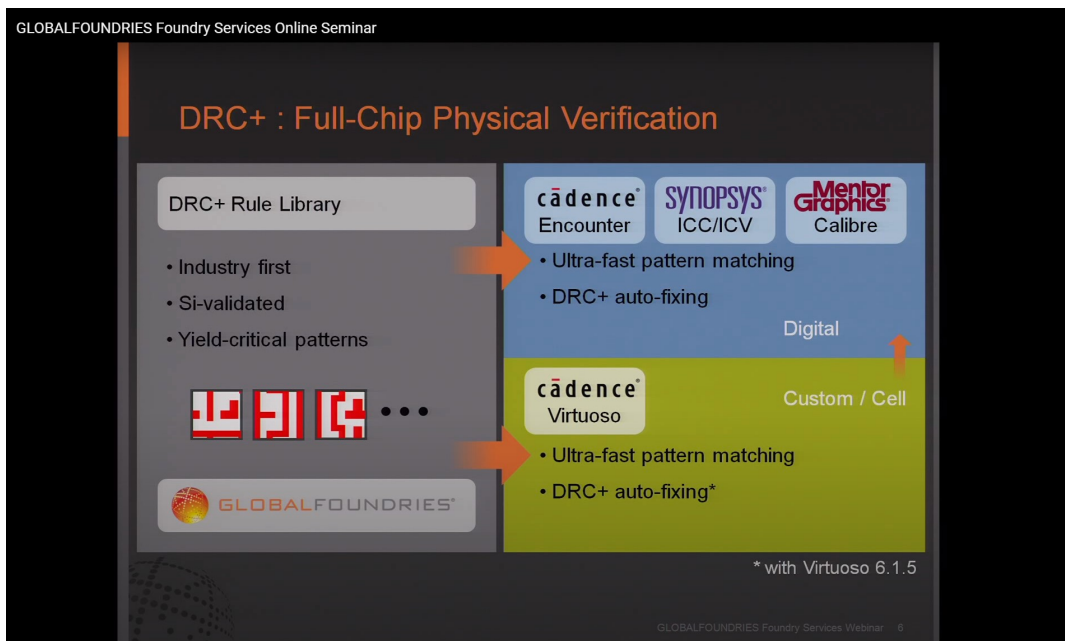 GLOBALFOUNDRIES Foundry Services Online Seminar
DRC+ : Full-Chip Physical Verification
DRC+ Rule Library
• Industry first
• Si-validated
• Yield-critical patterns
• • •
GLOBALFOUNDRIES®
cādence®
Encounter
SYNOPSYS®
ICC/ICV
Mentor
Graphics®
Calibre
• Ultra-fast pattern matching
• DRC+ auto-fixing
Digital
cādence®
Virtuoso
Custom / Cell
• Ultra-fast pattern matching
• DRC+ auto-fixing*
* with Virtuoso 6.1.5
GLOBALFOUNDRIES Foundry Services Webinar 6